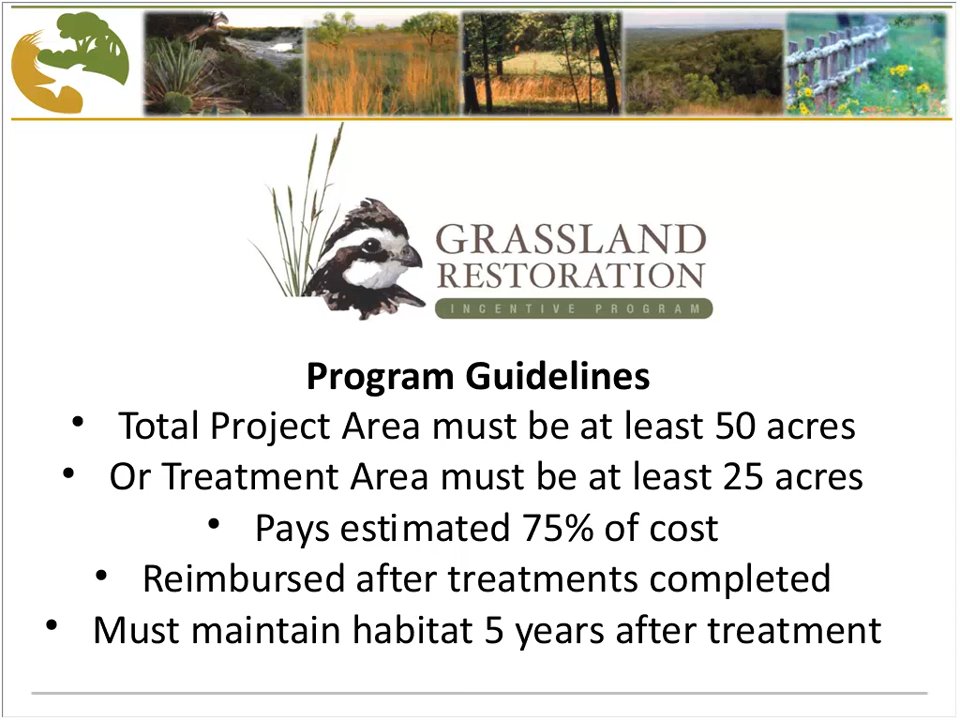 GRASSLAND
RESTORATION
INCENTIVE PROGRAM
Program Guidelines
• Total Project Area must be at least 50 acres
• Or Treatment Area must be at least 25 acres
• Pays estimated 75% of cost
• Reimbursed after treatments completed
• Must maintain habitat 5 years after treatment